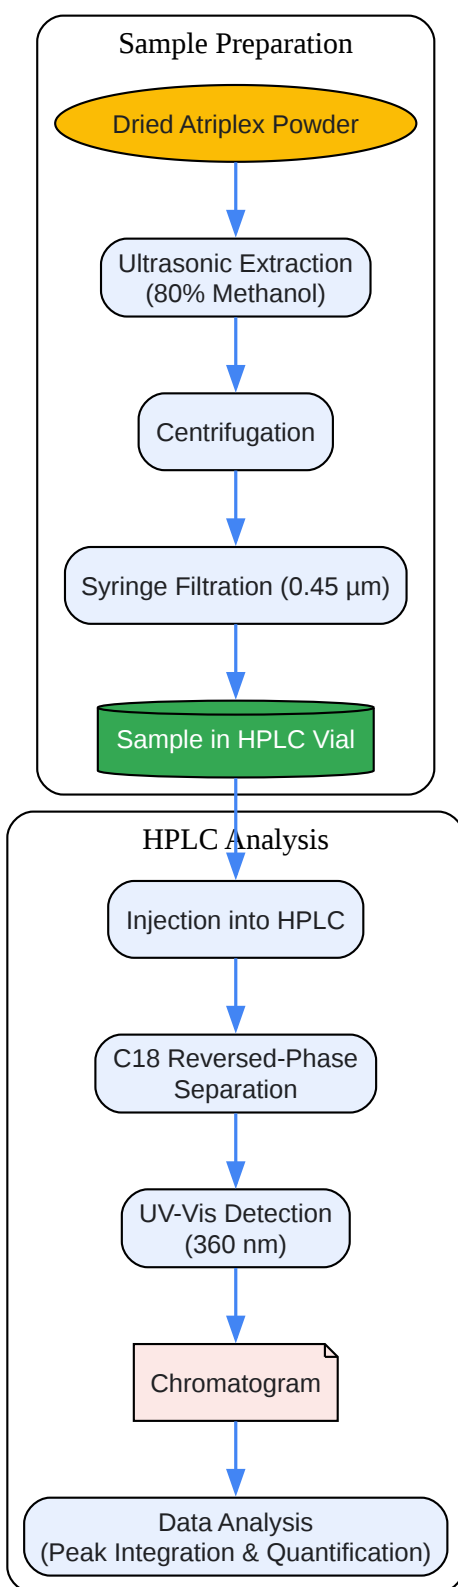 Sample Preparation
Dried Atriplex Powder
Ultrasonic Extraction
(80% Methanol)
Centrifugation
Syringe Filtration (0.45 µm)
Sample in HPLC Vial
HPLC Analysis
Injection into HPLC
C18 Reversed-Phase
Separation
UV-Vis Detection
(360 nm)
Chromatogram
Data Analysis
(Peak Integration & Quantification)